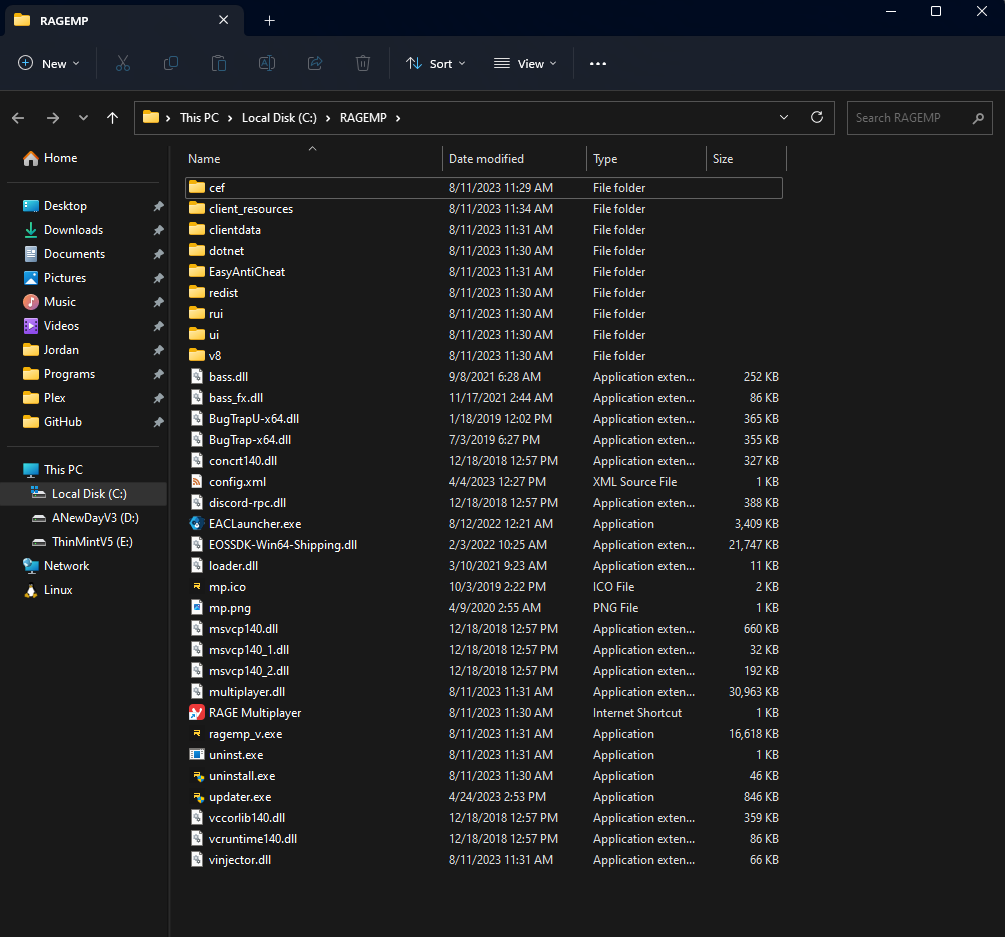 RAGEMP
New
Sort
View
This PC
Local Disk (C:)
RAGEMP
Search RAGEMP
Home
Desktop
Downloads
Documents
Pictures
Music
Videos
Jordan
Programs
Plex
GitHub
This PC
Local Disk (C:)
ANewDayV3 (D:)
ThinMintV5 (E:)
Network
Linux
Name Date modified Type Size
cef 8/11/2023 11:29 AM File folder
client_resources 8/11/2023 11:34 AM File folder
clientdata 8/11/2023 11:31 AM File folder
dotnet 8/11/2023 11:30 AM File folder
EasyAntiCheat 8/11/2023 11:31 AM File folder
redist 8/11/2023 11:30 AM File folder
rui 8/11/2023 11:30 AM File folder
ui 8/11/2023 11:30 AM File folder
v8 8/11/2023 11:30 AM File folder
bass.dll 9/8/2021 6:28 AM Application exten... 252 KB
bass_fx.dll 11/17/2021 2:44 AM Application exten... 86 KB
BugTrapU-x64.dll 1/18/2019 12:02 PM Application exten... 365 KB
BugTrap-x64.dll 7/3/2019 6:27 PM Application exten... 355 KB
concrt140.dll 12/18/2018 12:57 PM Application exten... 327 KB
config.xml 4/4/2023 12:27 PM XML Source File 1 KB
discord-rpc.dll 12/18/2018 12:57 PM Application exten... 388 KB
EACLauncher.exe 8/12/2022 12:21 AM Application 3,409 KB
EOSSDK-Win64-Shipping.dll 2/3/2022 10:25 AM Application exten... 21,747 KB
loader.dll 3/10/2021 9:23 AM Application exten... 11 KB
mp.ico 10/3/2019 2:22 PM ICO File 2 KB
mp.png 4/9/2020 2:55 AM PNG File 1 KB
msvcp140.dll 12/18/2018 12:57 PM Application exten... 660 KB
msvcp140_1.dll 12/18/2018 12:57 PM Application exten... 32 KB
msvcp140_2.dll 12/18/2018 12:57 PM Application exten... 192 KB
multiplayer.dll 8/11/2023 11:31 AM Application exten... 30,963 KB
RAGE Multiplayer 8/11/2023 11:30 AM Internet Shortcut 1 KB
ragemp_v.exe 8/11/2023 11:31 AM Application 16,618 KB
uninst.exe 8/11/2023 11:31 AM Application 1 KB
uninstall.exe 8/11/2023 11:30 AM Application 46 KB
updater.exe 4/24/2023 2:53 PM Application 846 KB
vccorlib140.dll 12/18/2018 12:57 PM Application exten... 359 KB
vcruntime140.dll 12/18/2018 12:57 PM Application exten... 86 KB
vinjector.dll 8/11/2023 11:31 AM Application exten... 66 KB